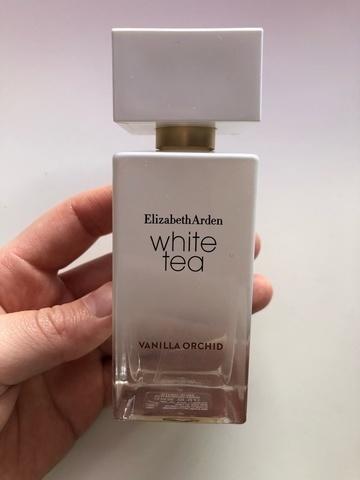 ElizabethArden
white
tea
VANILLA ORCHID